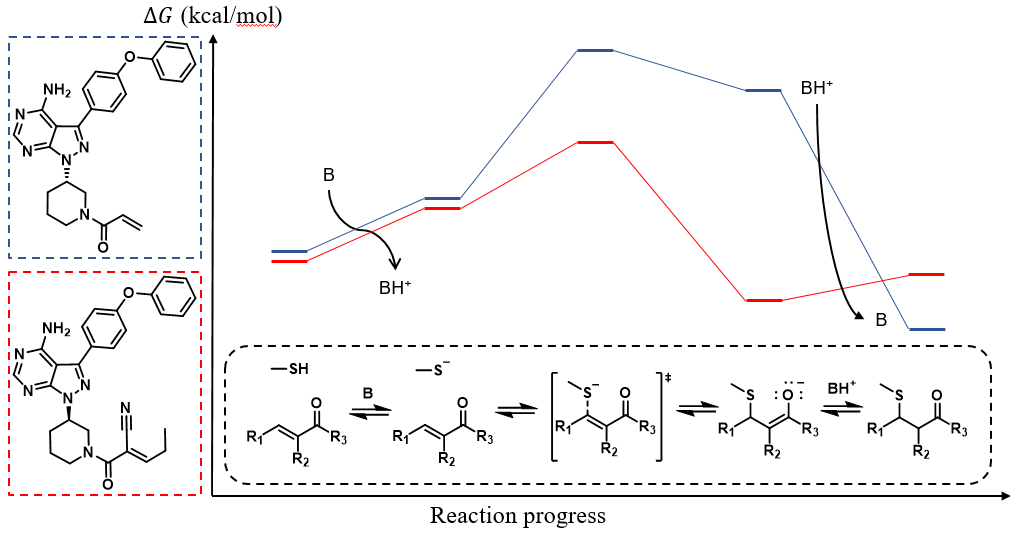 ΔG (kcal/mol)
O
NH₂
N
N
N
N
N
O
B
BH⁺
BH⁺
B
O
NH₂
N
N
N
N
N
N
O
SH
B
S⁻
S⁻
S
:O:⁻
BH⁺
S
O
O
O
O
R₁
R₃
R₁
R₃
R₁
R₃
R₁
R₃
R₁
R₃
R₂
R₂
R₂
R₂
R₂
‡
Reaction progress